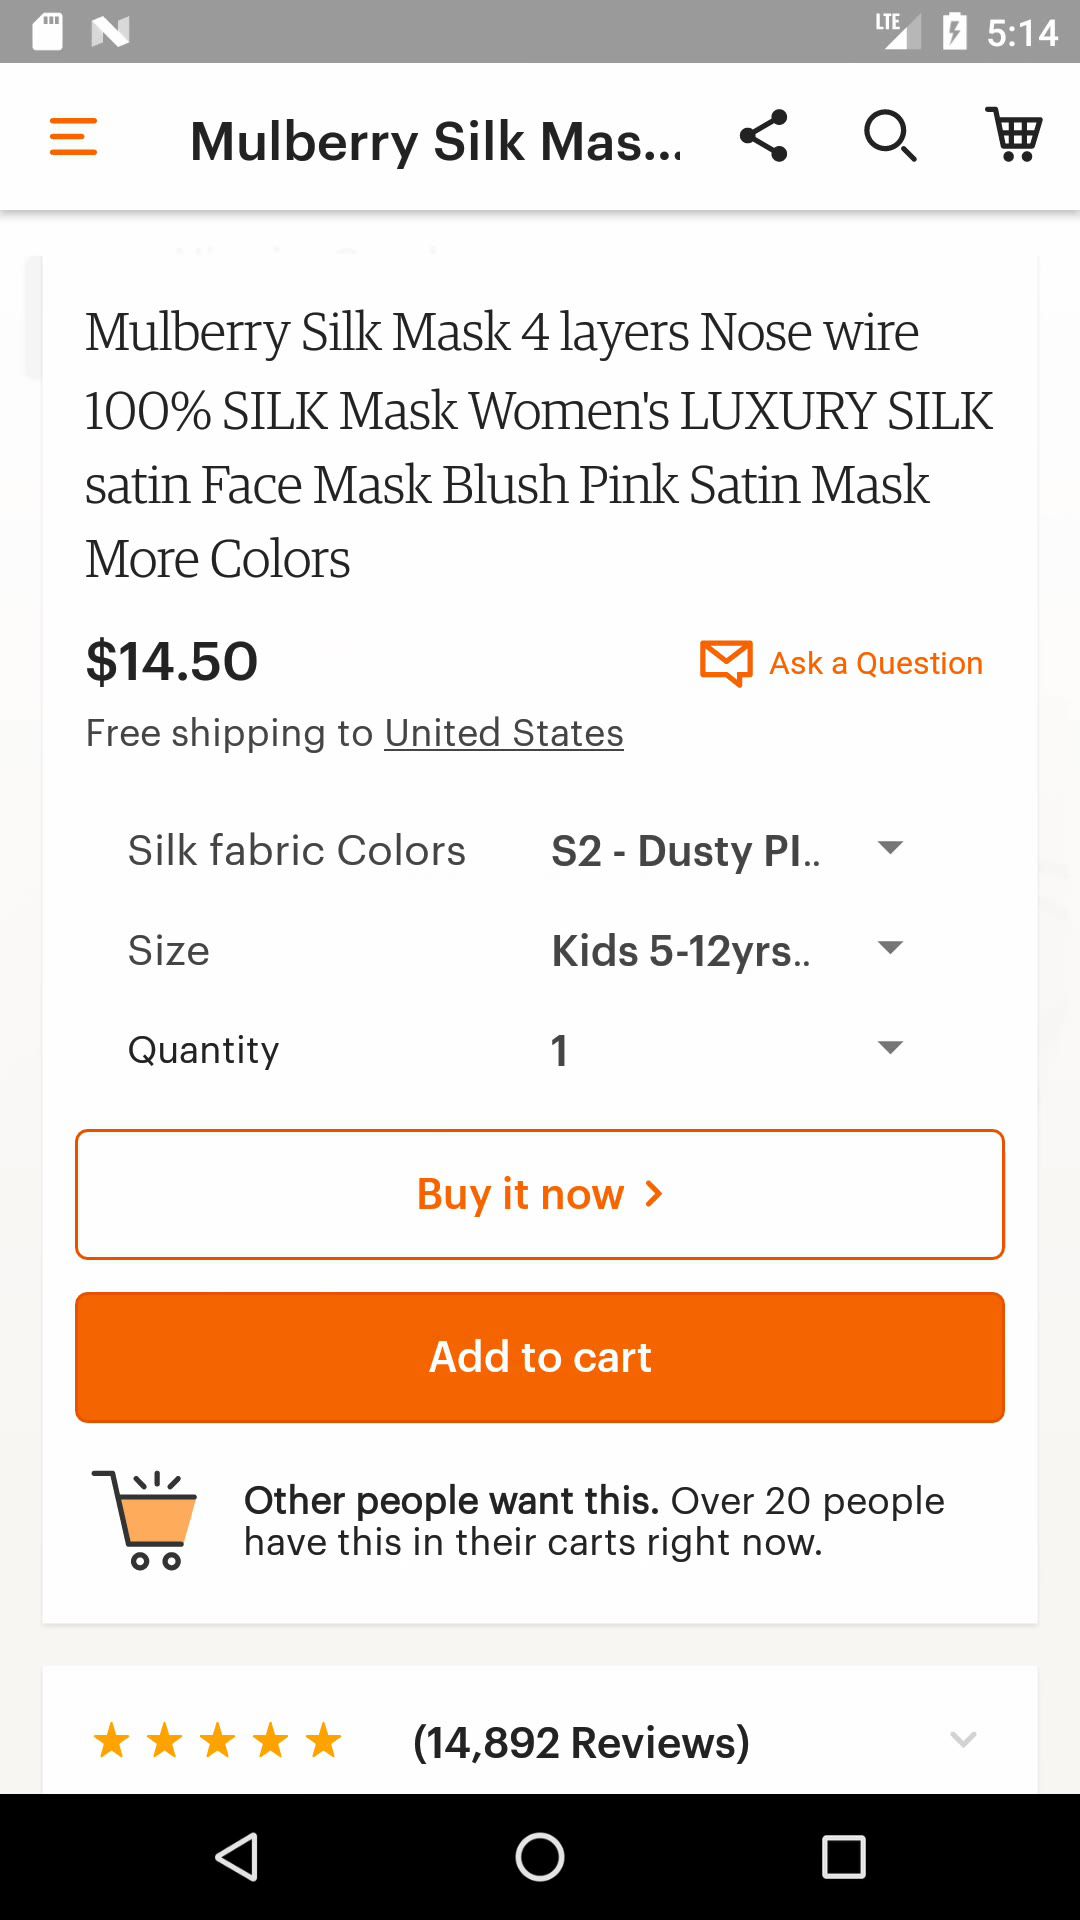 LTE 5:14
Mulberry Silk Mas...
Mulberry Silk Mask 4 layers Nose wire
100% SILK Mask Women's LUXURY SILK
satin Face Mask Blush Pink Satin Mask
More Colors
$14.50
Ask a Question
Free shipping to United States
Silk fabric Colors S2 - Dusty PI..
Size Kids 5-12yrs..
Quantity 1
Buy it now
Add to cart
Other people want this. Over 20 people
have this in their carts right now.
(14,892 Reviews)